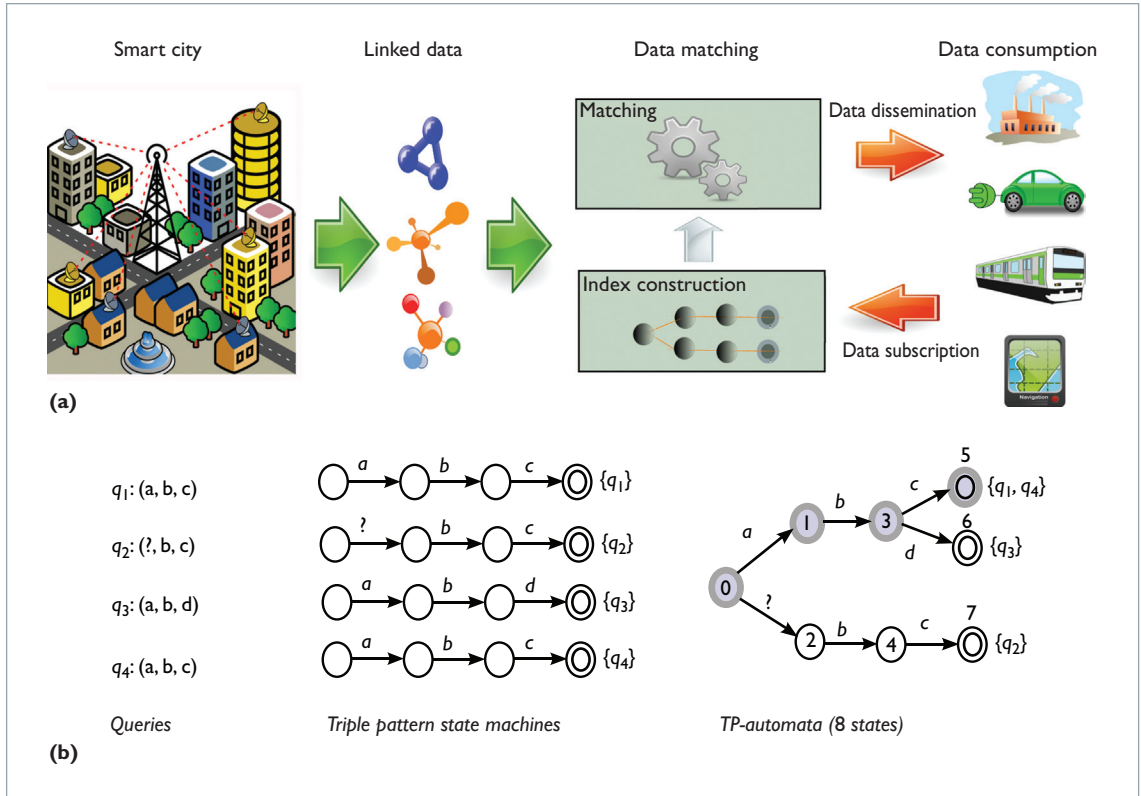 Smart city
Linked data
Data matching
Data consumption
Matching
Data dissemination
Index construction
Data subscription
Navigation
(a)
q1: (a, b, c)
q2: (?, b, c)
q3: (a, b, d)
q4: (a, b, c)
a b c {q1}
? b c {q2}
a b d {q3}
a b c {q4}
0
a
1
b
3
c
5
{q1, q4}
d
6
{q3}
?
2
b
4
c
7
{q2}
Queries
Triple pattern state machines
TP-automata (8 states)
(b)